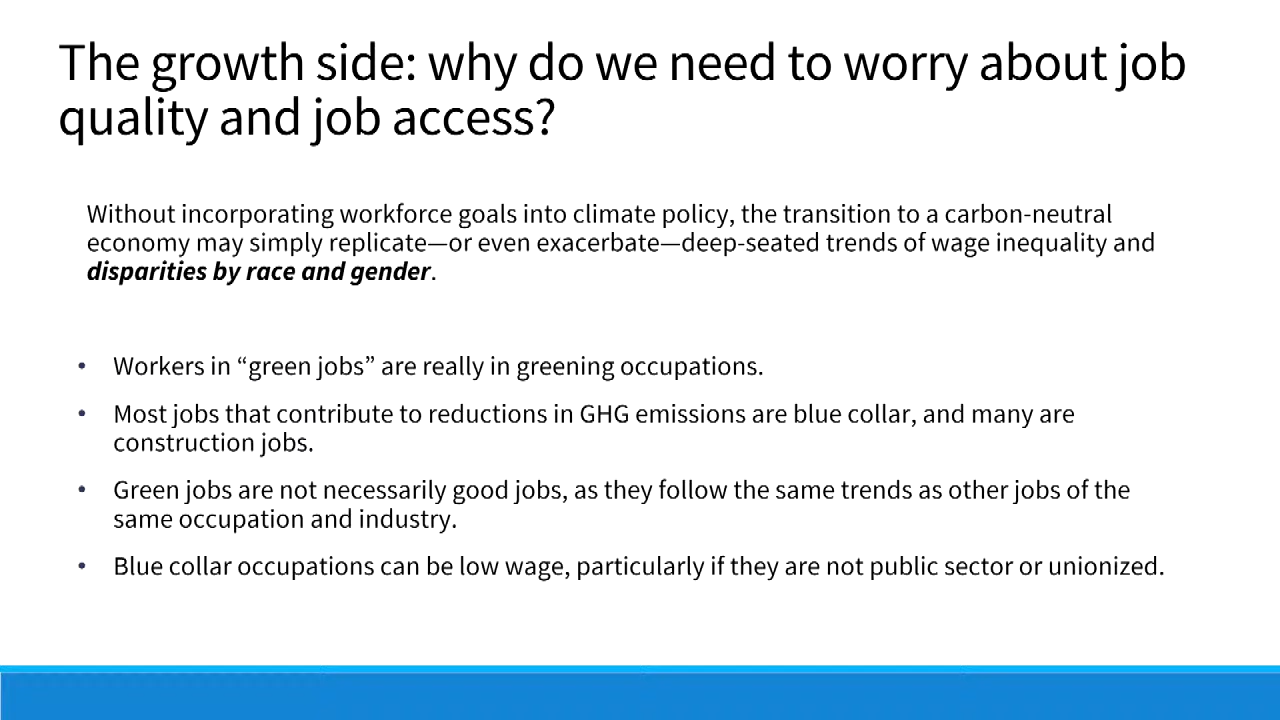 The growth side: why do we need to worry about job
quality and job access?
Without incorporating workforce goals into climate policy, the transition to a carbon-neutral
economy may simply replicate—or even exacerbate—deep-seated trends of wage inequality and
disparities by race and gender.
• Workers in “green jobs” are really in greening occupations.
• Most jobs that contribute to reductions in GHG emissions are blue collar, and many are
construction jobs.
• Green jobs are not necessarily good jobs, as they follow the same trends as other jobs of the
same occupation and industry.
• Blue collar occupations can be low wage, particularly if they are not public sector or unionized.